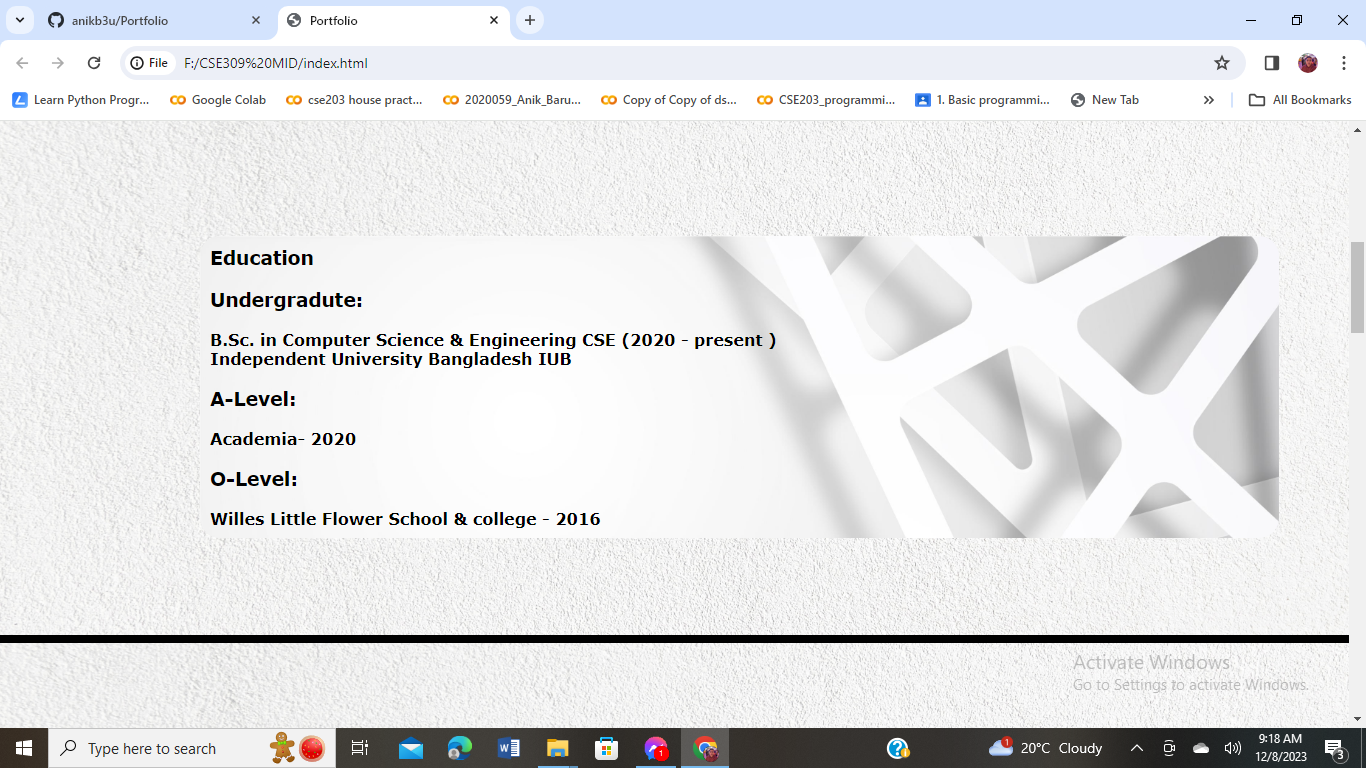 anikb3u/Portfolio
Portfolio
File
F:/CSE309%20MID/index.html
Learn Python Progr...
Google Colab
cse203 house pract...
2020059_Anik_Baru...
Copy of Copy of ds...
CSE203_programmi...
1. Basic programmi...
New Tab
All Bookmarks
Education
Undergradute:
B.Sc. in Computer Science & Engineering CSE (2020 - present )
Independent University Bangladesh IUB
A-Level:
Academia- 2020
O-Level:
Willes Little Flower School & college - 2016
Activate Windows
Go to Settings to activate Windows.
Type here to search
1
1
20°C Cloudy
9:18 AM
12/8/2023
3